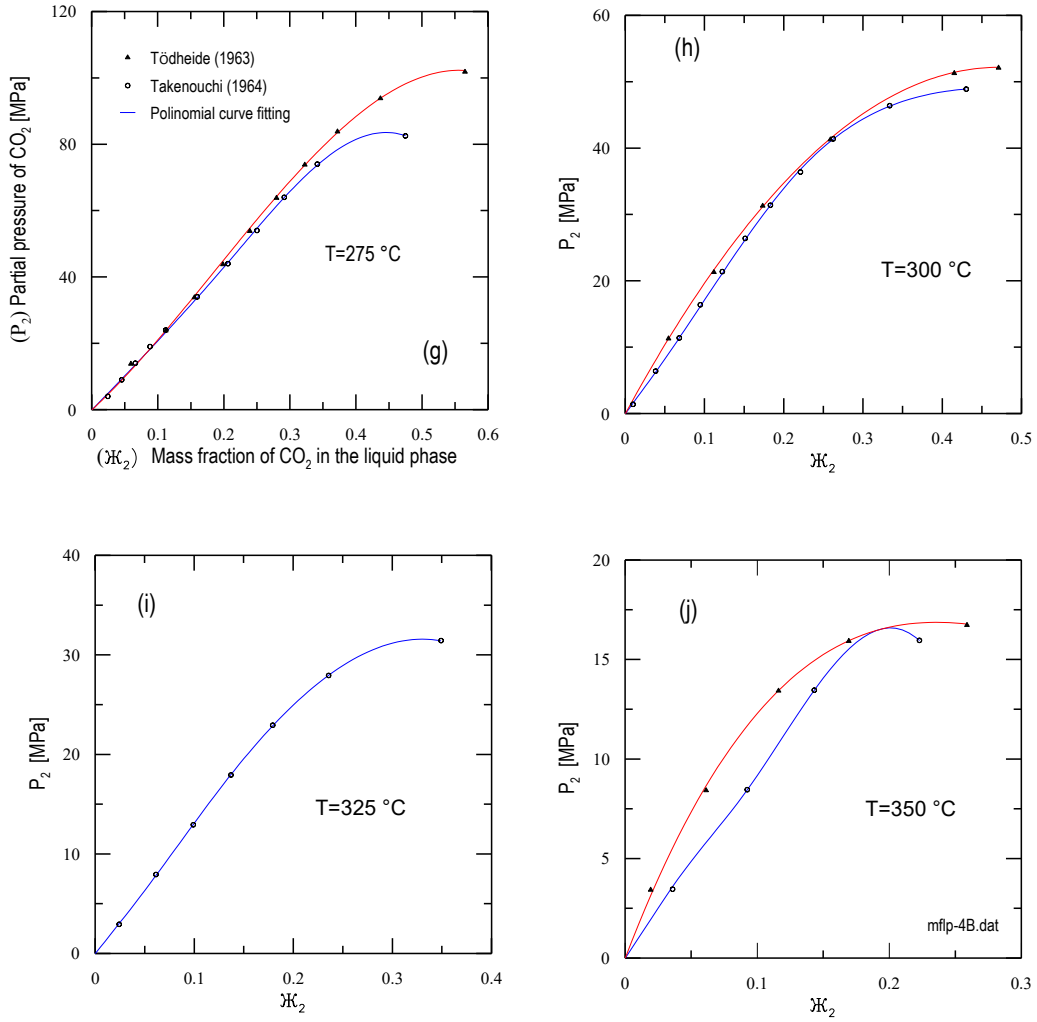 120
80
40
0
(P₂) Partial pressure of CO₂ [MPa]
Tödheide (1963)
Takenouchi (1964)
Polinomial curve fitting
T=275 °C
(g)
0 0.1 0.2 0.3 0.4 0.5 0.6
(Ж₂) Mass fraction of CO₂ in the liquid phase
60
40
20
0
P₂ [MPa]
(h)
T=300 °C
0 0.1 0.2 0.3 0.4 0.5
Ж₂
40
30
20
10
0
P₂ [MPa]
(i)
T=325 °C
0 0.1 0.2 0.3 0.4
Ж₂
20
15
10
5
0
P₂ [MPa]
(j)
T=350 °C
mflp-4B.dat
0 0.1 0.2 0.3
Ж₂